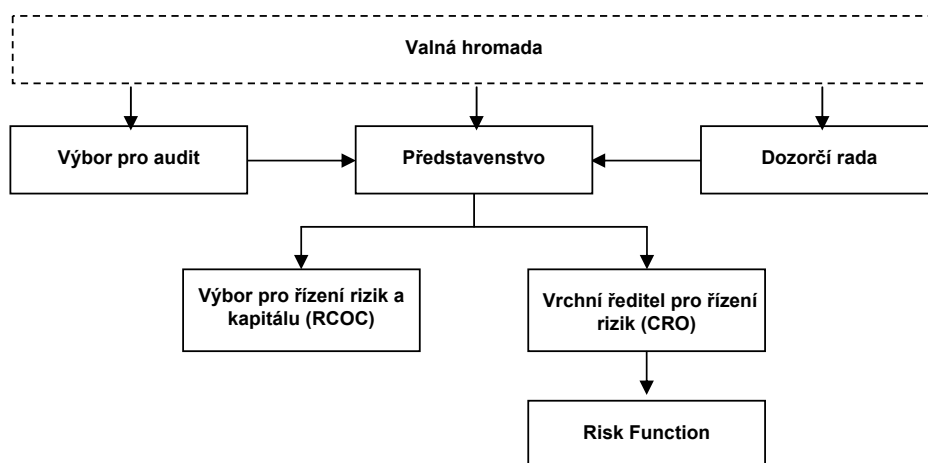 Valná hromada
Výbor pro audit
Představenstvo
Dozorčí rada
Výbor pro řízení rizik a
kapitálu (RCOC)
Vrchní ředitel pro řízení
rizik (CRO)
Risk Function